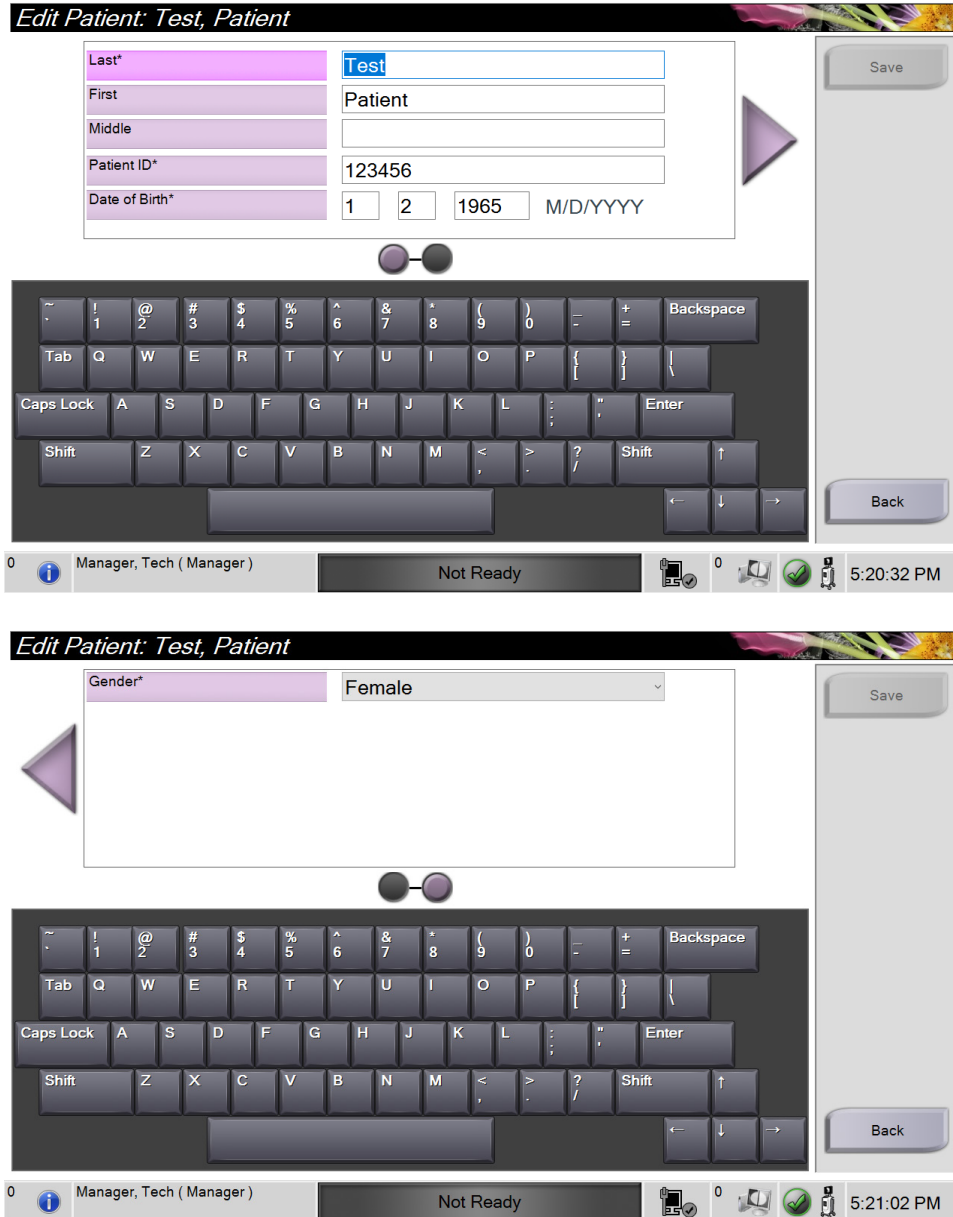 Edit Patient: Test, Patient
Last*
Test
Save
First
Patient
Middle
Patient ID*
123456
Date of Birth*
1 2 1965 M/D/YYYY
~ ! @ # $ % ^ & * ( ) _ + Backspace
` 1 2 3 4 5 6 7 8 9 0 - =
Tab Q W E R T Y U I O P { } |
[ ] \
Caps Lock A S D F G H J K L : " Enter
; '
Shift Z X C V B N M < > ? Shift ↑
, . /
← ↓ →
Back
0 Manager, Tech ( Manager ) Not Ready 0 5:20:32 PM
Edit Patient: Test, Patient
Gender*
Female
Save
~ ! @ # $ % ^ & * ( ) _ + Backspace
` 1 2 3 4 5 6 7 8 9 0 - =
Tab Q W E R T Y U I O P { } |
[ ] \
Caps Lock A S D F G H J K L : " Enter
; '
Shift Z X C V B N M < > ? Shift ↑
, . /
← ↓ →
Back
0 Manager, Tech ( Manager ) Not Ready 0 5:21:02 PM